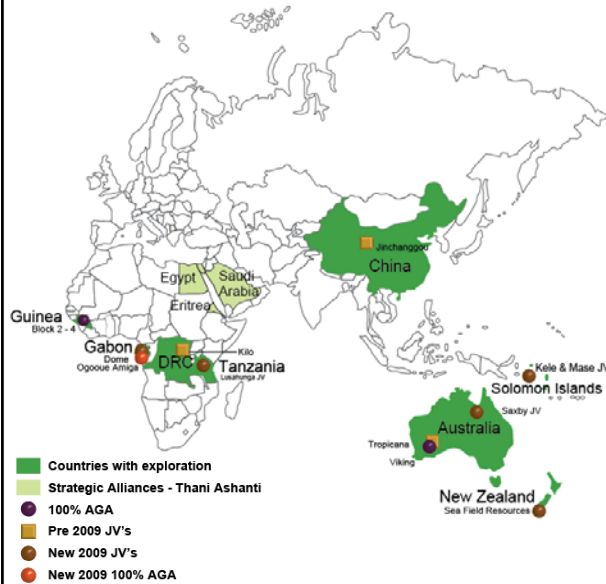 Jinchanggou
China
Egypt
Saudi
Arabia
Eritrea
Guinea
Block 2 - 4
Gabon
Dome
Ogooue Amiga
DRC
Kilo
Tanzania
Lusahunga JV
Kele & Mase JV
Solomon Islands
Saxby JV
Australia
Tropicana
Viking
New Zealand
Sea Field Resources
Countries with exploration
Strategic Alliances - Thani Ashanti
100% AGA
Pre 2009 JV's
New 2009 JV's
New 2009 100% AGA